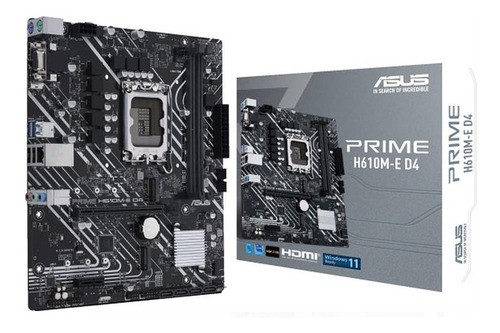 PRIME H610M-E D4
ASUS
ASUS
IN SEARCH OF INCREDIBLE
PRIME
H610M-E D4
HDMI
Windows 11
Ready
PRIME
H610M-E D4
ASUS